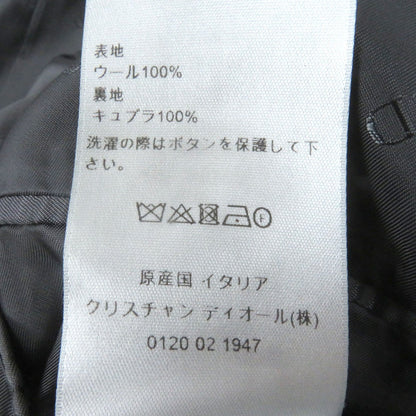 表地
ウール100%
裏地
キュプラ100%
洗濯の際はボタンを保護して下
さい。
原産国 イタリア
クリスチャン ディオール(株)
0120 02 1947